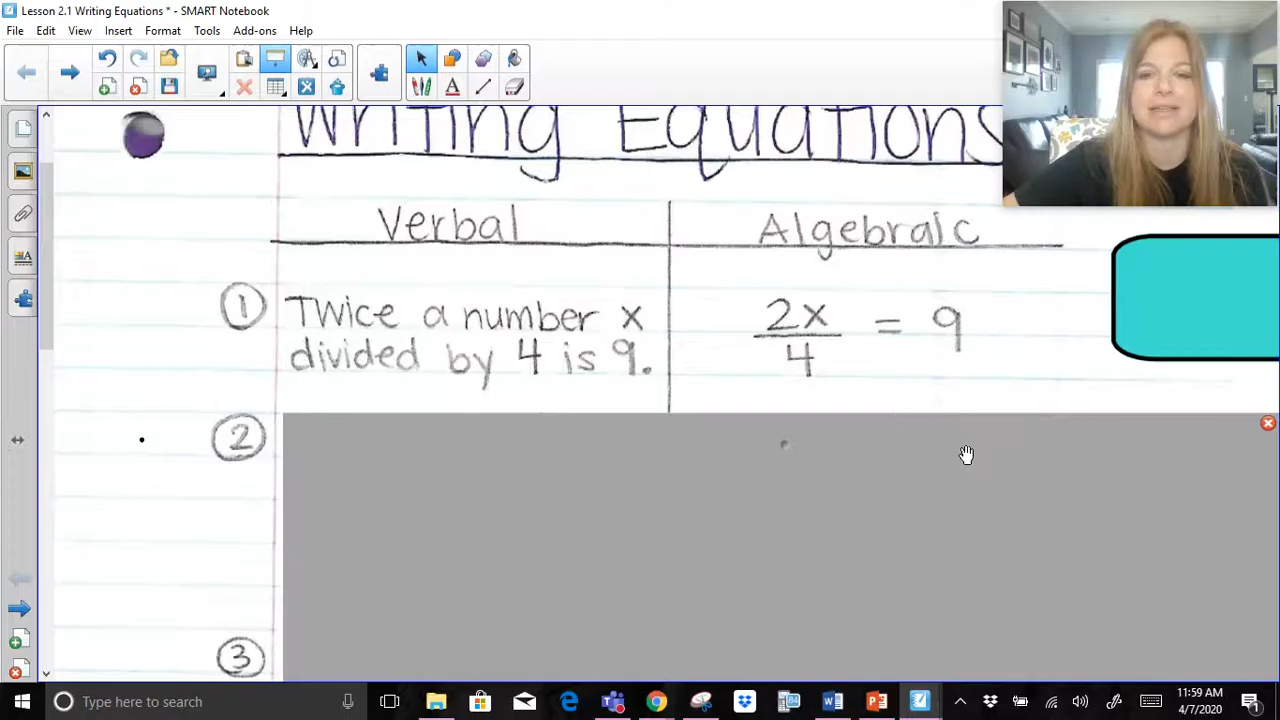 Lesson 2.1 Writing Equations * - SMART Notebook
File Edit View Insert Format Tools Add-ons Help
Writing Equations
Verbal Algebraic
1 Twice a number x
divided by 4 is 9.
2x
4
= 9
2
3
Type here to search
11:59 AM
4/7/2020
1